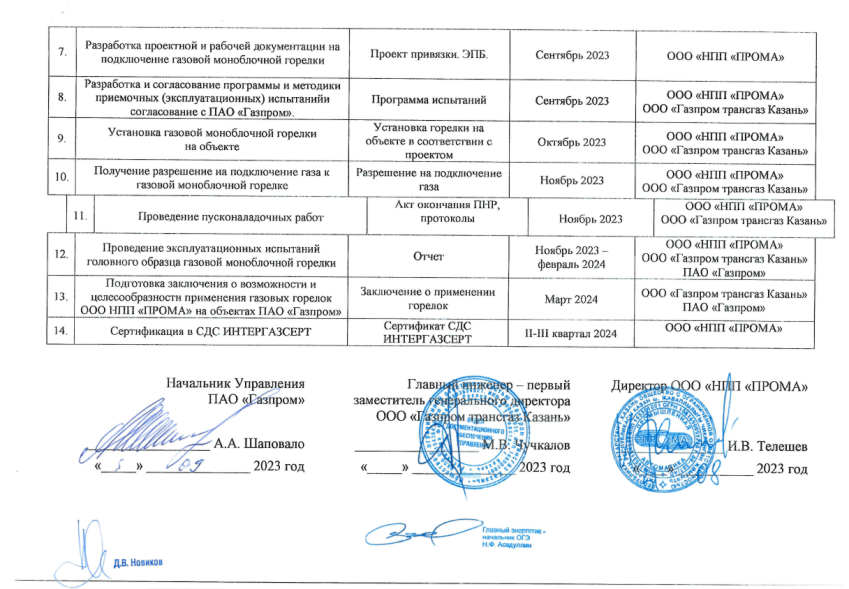 7. Разработка проектной и рабочей документации на подключение газовой моноблочной горелки Проект привязки. ЭПБ. Сентябрь 2023 ООО «НПП «ПРОМА»
8. Разработка и согласование программы и методики приемочных (эксплуатационных) испытанийи согласование с ПАО «Газпром». Программа испытаний Сентябрь 2023 ООО «НПП «ПРОМА» ООО «Газпром трансгаз Казань»
9. Установка газовой моноблочной горелки на объекте Установка горелки на объекте в соответствии с проектом Октябрь 2023 ООО «НПП «ПРОМА» ООО «Газпром трансгаз Казань»
10. Получение разрешение на подключение газа к газовой моноблочной горелке Разрешение на подключение газа Ноябрь 2023 ООО «НПП «ПРОМА» ООО «Газпром трансгаз Казань»
11. Проведение пусконаладочных работ Акт окончания ПНР, протоколы Ноябрь 2023 ООО «НПП «ПРОМА» ООО «Газпром трансгаз Казань»
12. Проведение эксплуатационных испытаний головного образца газовой моноблочной горелки Отчет Ноябрь 2023 – февраль 2024 ООО «НПП «ПРОМА» ООО «Газпром трансгаз Казань» ПАО «Газпром»
13. Подготовка заключения о возможности и целесообразности применения газовых горелок ООО НПП «ПРОМА» на объектах ПАО «Газпром» Заключение о применении горелок Март 2024 ООО «Газпром трансгаз Казань» ПАО «Газпром»
14. Сертификация в СДС ИНТЕРГАЗСЕРТ Сертификат СДС ИНТЕРГАЗСЕРТ II-III квартал 2024 ООО «НПП «ПРОМА»
Начальник Управления
ПАО «Газпром»
А.А. Шаповало
« 5 » 09 2023 год
Главный инженер – первый
заместитель генерального директора
ООО «Газпром трансгаз Казань»
М.В. Чучкалов
« » 2023 год
ДОКУМЕНТАЦИОННОГО
ОБЕСПЕЧЕНИЯ
УПРАВЛЕНИЯ
Директор ООО «НПП «ПРОМА»
И.В. Телешев
« » 08 2023 год
ПРОМА
Д.В. Новиков
Главный энергетик -
начальник ОГЭ
Н.Ф. Асадуллин